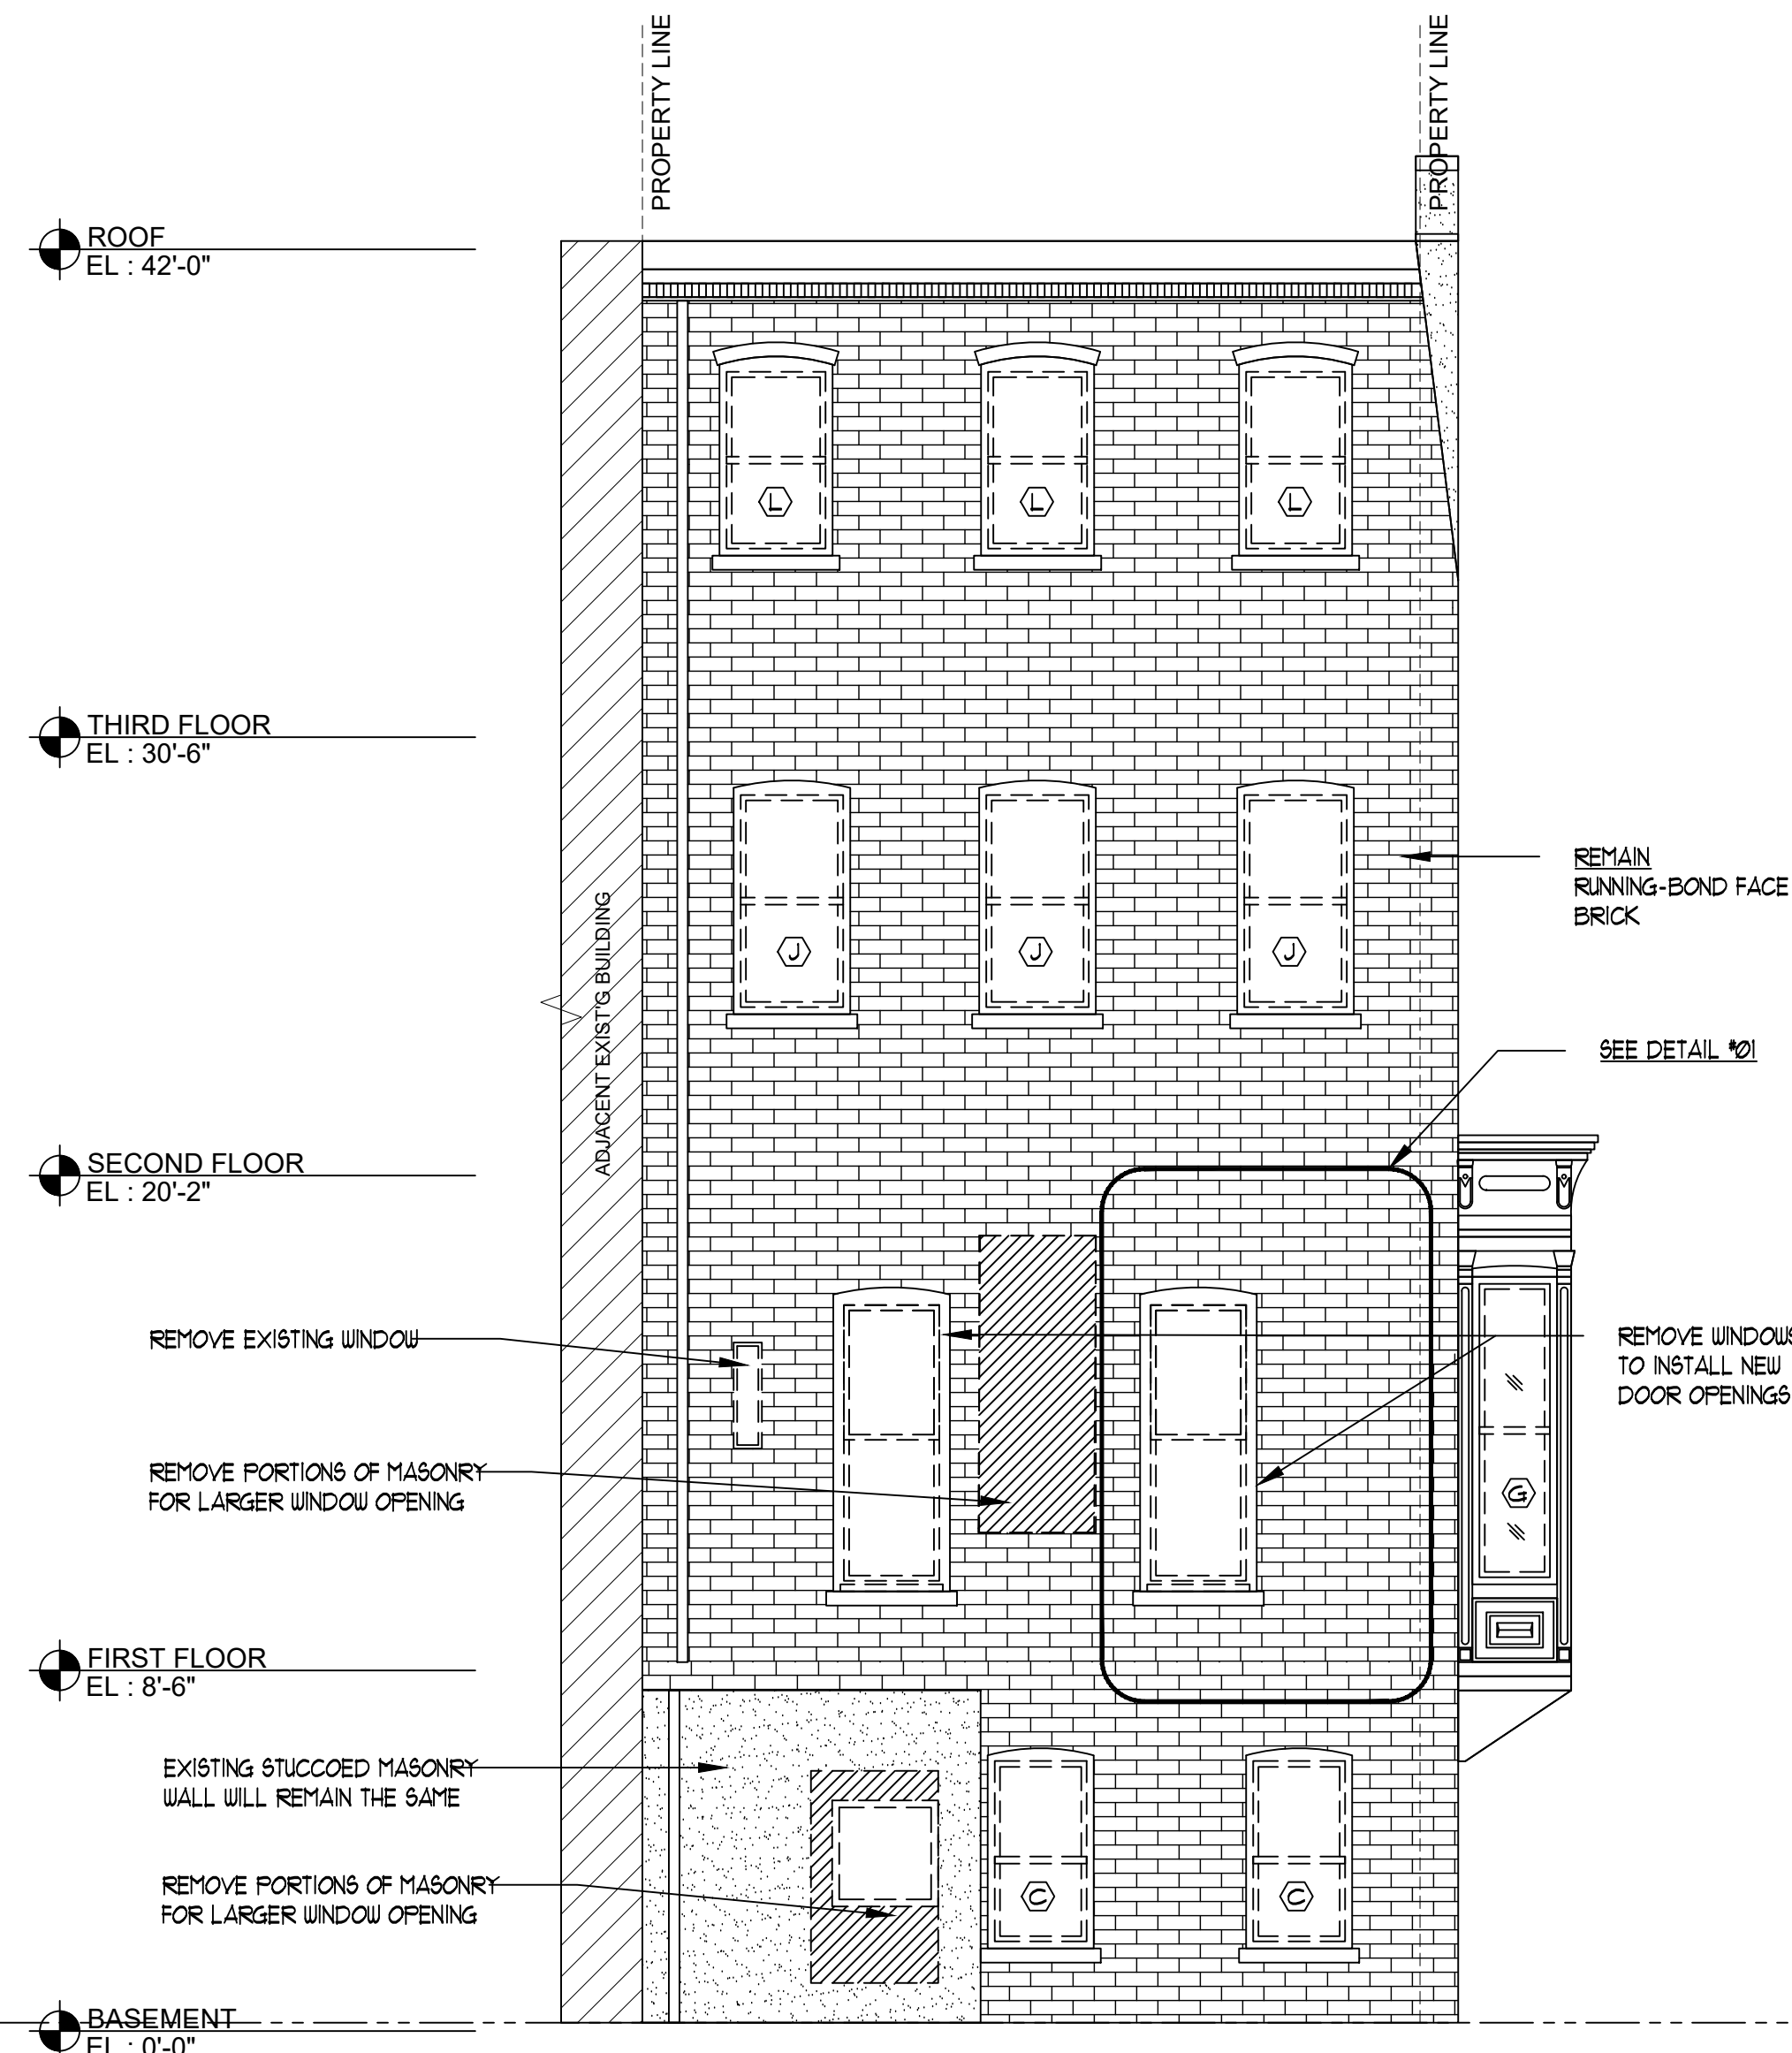 PROPERTY LINE
PROPERTY LINE
ROOF
EL : 42'-0"
L
L
L
THIRD FLOOR
EL : 30'-6"
REMAIN
RUNNING-BOND FACE
BRICK
J
J
J
ADJACENT EXIST'G BUILDING
SEE DETAIL #01
SECOND FLOOR
EL : 20'-2"
REMOVE EXISTING WINDOW
REMOVE WINDOWS
TO INSTALL NEW
DOOR OPENINGS
REMOVE PORTIONS OF MASONRY
FOR LARGER WINDOW OPENING
G
FIRST FLOOR
EL : 8'-6"
EXISTING STUCCOED MASONRY
WALL WILL REMAIN THE SAME
REMOVE PORTIONS OF MASONRY
FOR LARGER WINDOW OPENING
C
C
BASEMENT
EL : 0'-0"